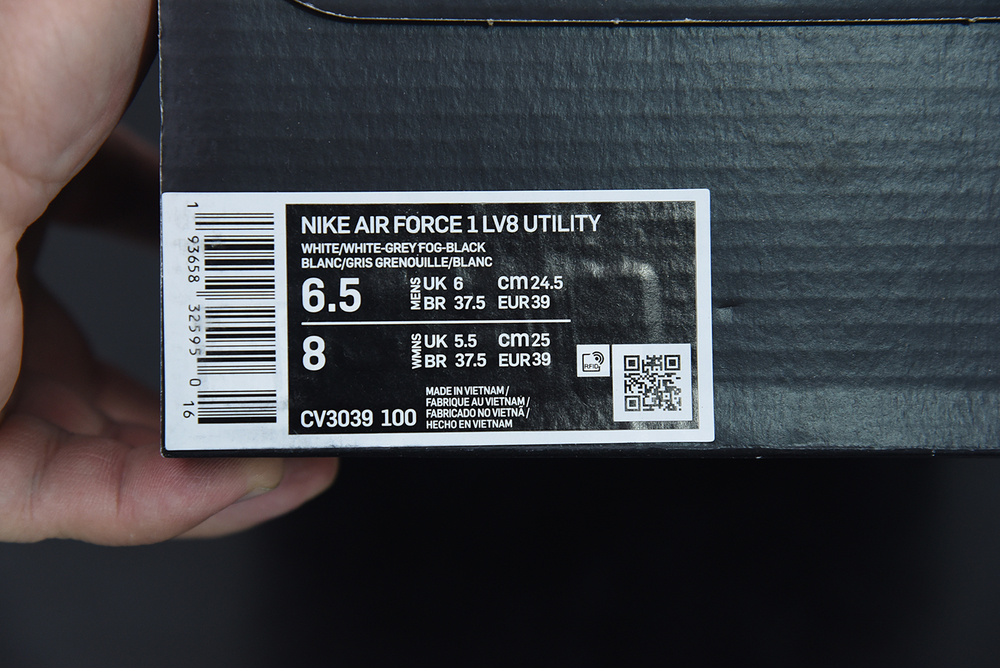 NIKE AIR FORCE 1 LV8 UTILITY
WHITE/WHITE-GREY FOG-BLACK
BLANC/GRIS GRENOUILLE/BLANC
6.5 MENS UK 6 cm 24.5
BR 37.5 EUR 39
8 WMNS UK 5.5 cm 25
BR 37.5 EUR 39
RFID
MADE IN VIETNAM /
FABRIQUE AU VIETNAM /
FABRICADO NO VIETNÃ /
HECHO EN VIETNAM
CV3039 100
1 93658 32595 0 16